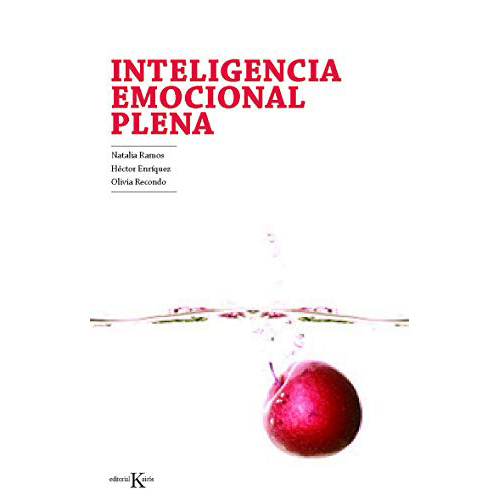 INTELIGENCIA
EMOCIONAL
PLENA
Natalia Ramos
Héctor Enríquez
Olivia Recondo
editorial Kairós